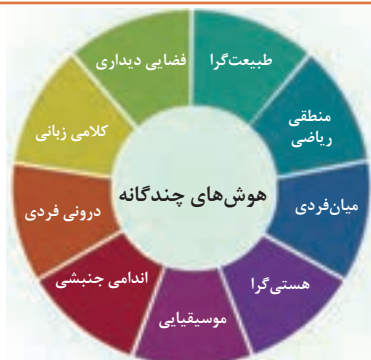 فضایی دیداری
طبیعت‌گرا
منطقی
ریاضی
کلامی زبانی
هوش‌های چندگانه
میان‌فردی
درونی فردی
اندامی جنبشی
هستی‌گرا
موسیقیایی